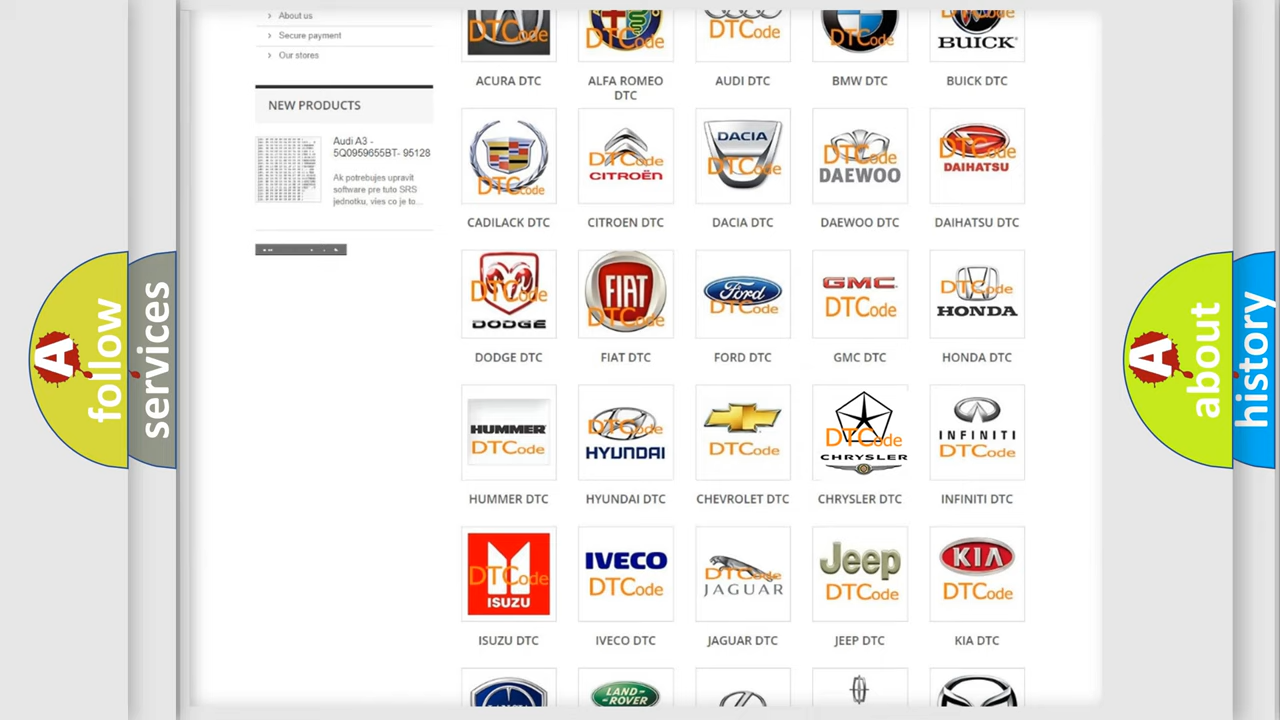 About us
Secure payment
Our stores
NEW PRODUCTS
Audi A3 -
5Q0959655BT- 95128
Ak potrebujes upravit
software pre tuto SRS
jednotku, vies co je to...
DTCode
DTCode
DTCode
DTCode
BUICK
ACURA DTC
ALFA ROMEO
DTC
AUDI DTC
BMW DTC
BUICK DTC
DTCode
DTCode
CITROËN
DACIA
DTCode
DTCode
DAEWOO
DTCode
DAIHATSU
CADILACK DTC
CITROEN DTC
DACIA DTC
DAEWOO DTC
DAIHATSU DTC
DTCode
DODGE
FIAT
DTCode
Ford
DTCode
GMC
DTCode
DTCode
HONDA
DODGE DTC
FIAT DTC
FORD DTC
GMC DTC
HONDA DTC
HUMMER
DTCode
DTCode
HYUNDAI
DTCode
DTCode
CHRYSLER
INFINITI
DTCode
HUMMER DTC
HYUNDAI DTC
CHEVROLET DTC
CHRYSLER DTC
INFINITI DTC
DTCode
ISUZU
IVECO
DTCode
DTCode
JAGUAR
Jeep
DTCode
KIA
DTCode
ISUZU DTC
IVECO DTC
JAGUAR DTC
JEEP DTC
KIA DTC
LAND-
ROVER
A
follow
services
A
about
history